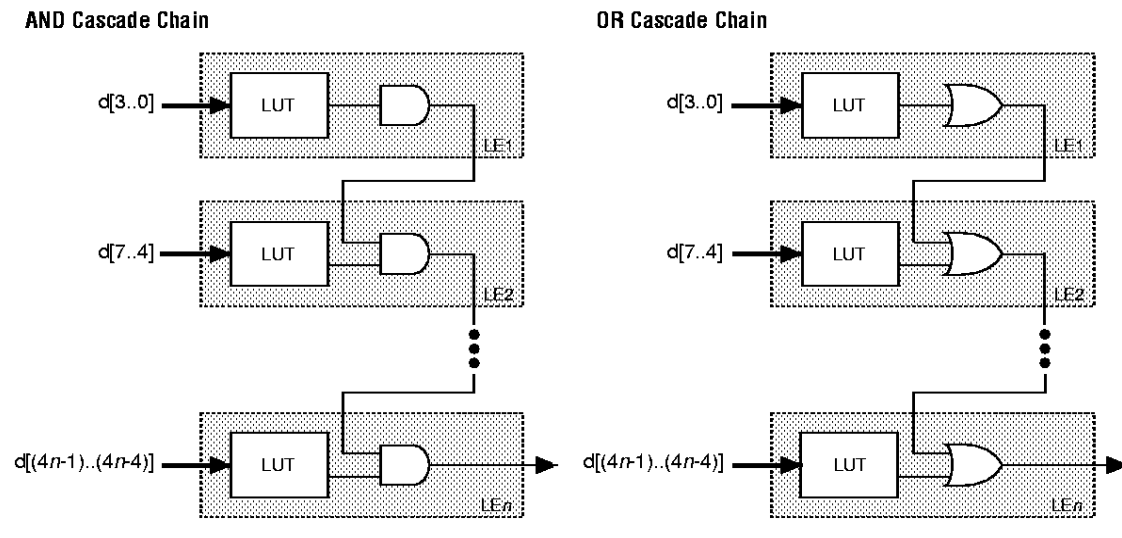 AND Cascade Chain
d[3..0]
LUT
LE1
d[7..4]
LUT
LE2
d[(4n-1)..(4n-4)]
LUT
LEn
OR Cascade Chain
d[3..0]
LUT
LE1
d[7..4]
LUT
LE2
d[(4n-1)..(4n-4)]
LUT
LEn